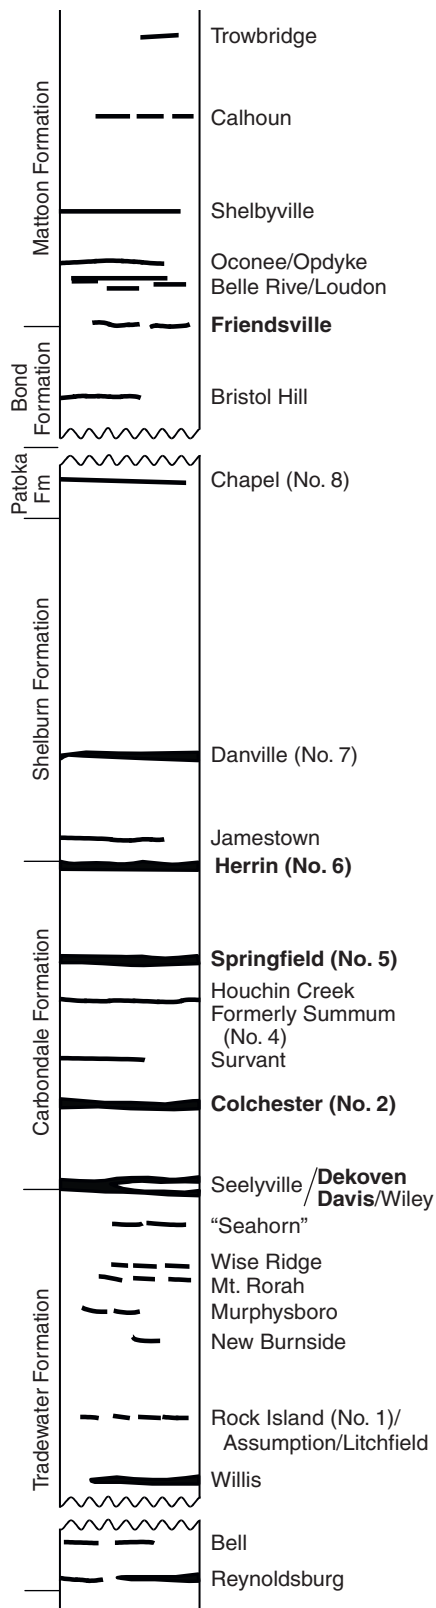 Mattoon Formation
Trowbridge
Calhoun
Shelbyville
Oconee/Opdyke
Belle Rive/Loudon
Friendsville
Bond
Formation
Bristol Hill
Patoka
Fm
Chapel (No. 8)
Shelburn Formation
Danville (No. 7)
Jamestown
Herrin (No. 6)
Carbondale Formation
Springfield (No. 5)
Houchin Creek
Formerly Summum
(No. 4)
Survant
Colchester (No. 2)
Seelyville / Dekoven
Davis/Wiley
Tradewater Formation
“Seahorn”
Wise Ridge
Mt. Rorah
Murphysboro
New Burnside
Rock Island (No. 1)/
Assumption/Litchfield
Willis
Bell
Reynoldsburg